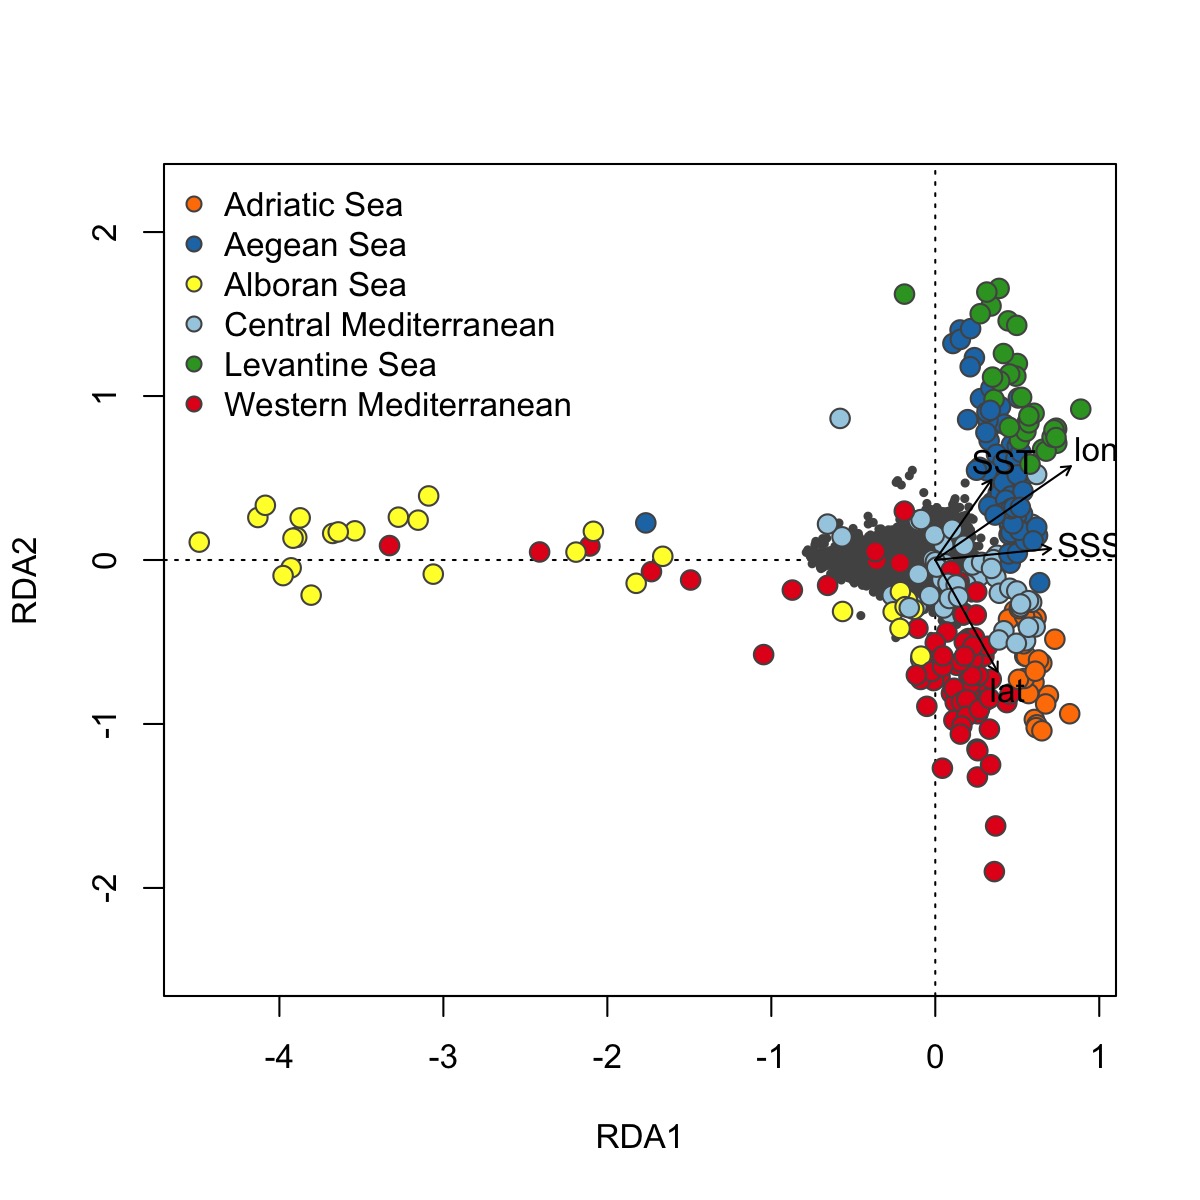 Adriatic Sea
Aegean Sea
Alboran Sea
Central Mediterranean
Levantine Sea
Western Mediterranean
2
1
0
-1
-2
RDA2
SST
lon
SSS
lat
-4
-3
-2
-1
0
1
RDA1